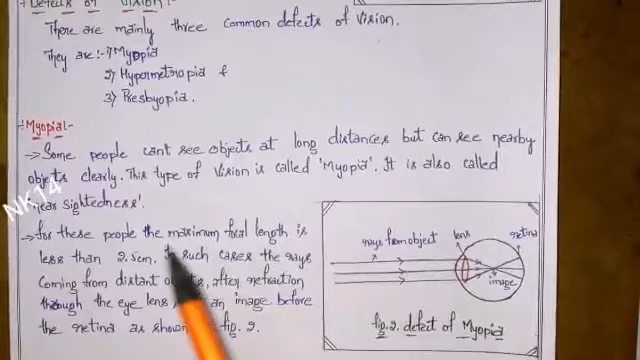 :- Defects of Vision :-
There are mainly three common defects of Vision.
They are :- 1) Myopia
2) Hypermetropia &
3) Presbyopia.
:- Myopia:-
→ Some people can't see objects at long distances but can see nearby
objects clearly. This type of Vision is called 'Myopia'. It is also called
near sightedness'.
→ for these people the maximum focal length is
less than 2.5cm. In such cases the rays
coming from distant , after refraction
through the eye lens an image before
the retina as shown fig. 2.
rays from object
lens
retina
image
fig. 2. defect of Myopia
NK14